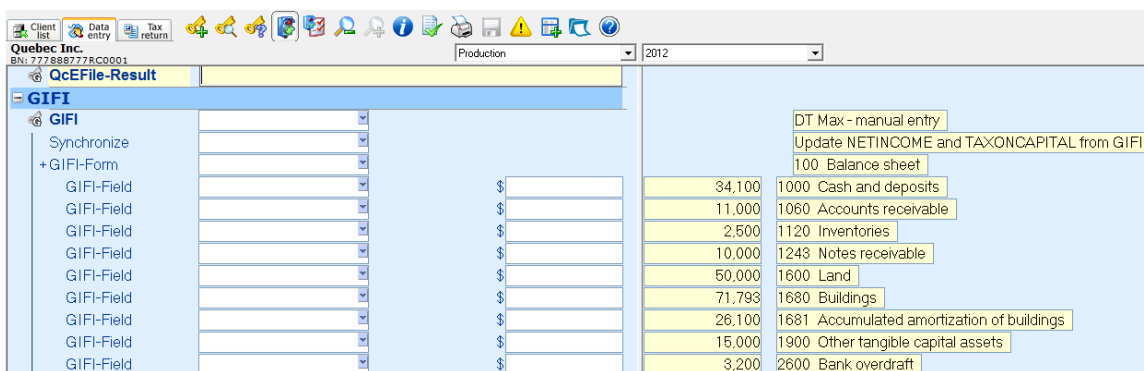 Client list Data entry Tax return
Quebec Inc.
BN: 777888777RC0001 Production 2012
QcEFile-Result
GIFI
GIFI DT Max - manual entry
Synchronize Update NETINCOME and TAXONCAPITAL from GIFI
+GIFI-Form 100 Balance sheet
GIFI-Field $ 34,100 1000 Cash and deposits
GIFI-Field $ 11,000 1060 Accounts receivable
GIFI-Field $ 2,500 1120 Inventories
GIFI-Field $ 10,000 1243 Notes receivable
GIFI-Field $ 50,000 1600 Land
GIFI-Field $ 71,793 1680 Buildings
GIFI-Field $ 26,100 1681 Accumulated amortization of buildings
GIFI-Field $ 15,000 1900 Other tangible capital assets
GIFI-Field $ 3,200 2600 Bank overdraft